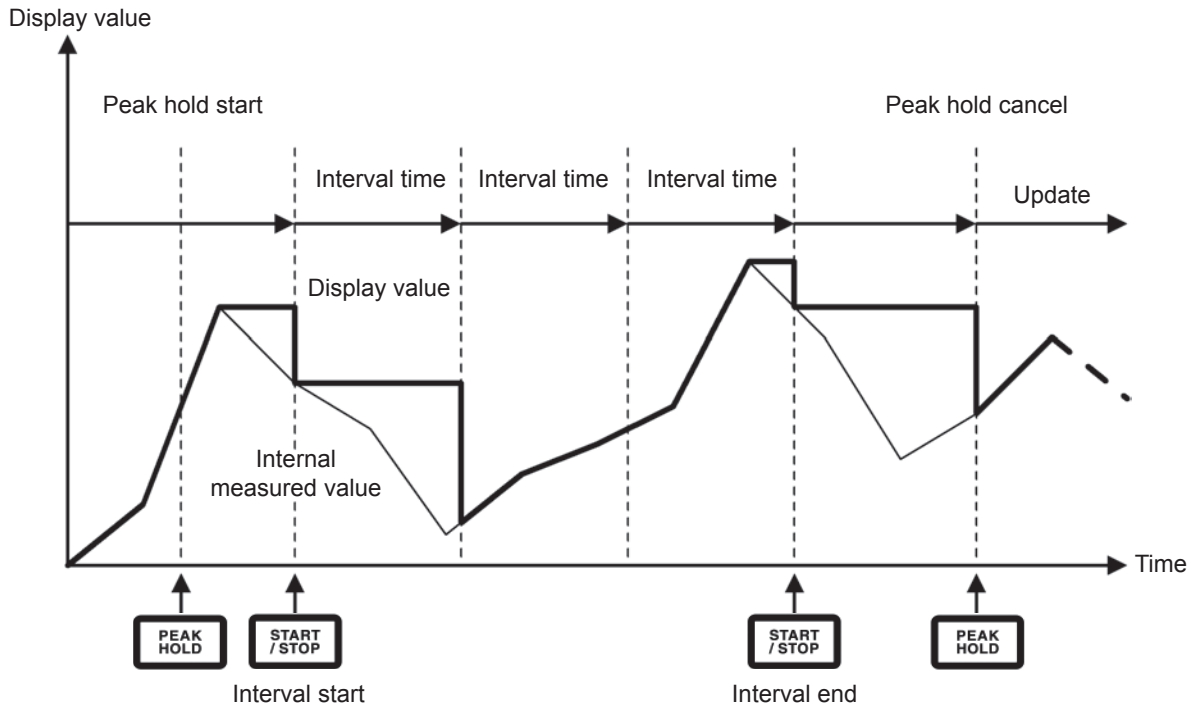 Display value
Peak hold start
Peak hold cancel
Interval time
Interval time
Interval time
Update
Display value
Internal
measured value
Time
PEAK
HOLD
START
/ STOP
START
/ STOP
PEAK
HOLD
Interval start
Interval end